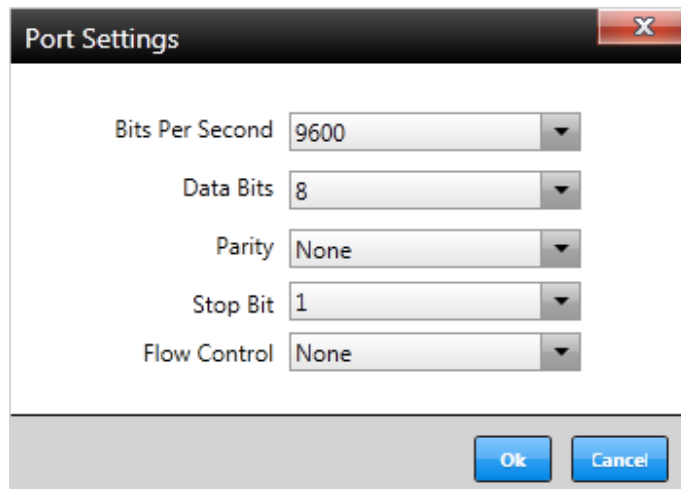 Port Settings
X
Bits Per Second 9600
Data Bits 8
Parity None
Stop Bit 1
Flow Control None
Ok Cancel